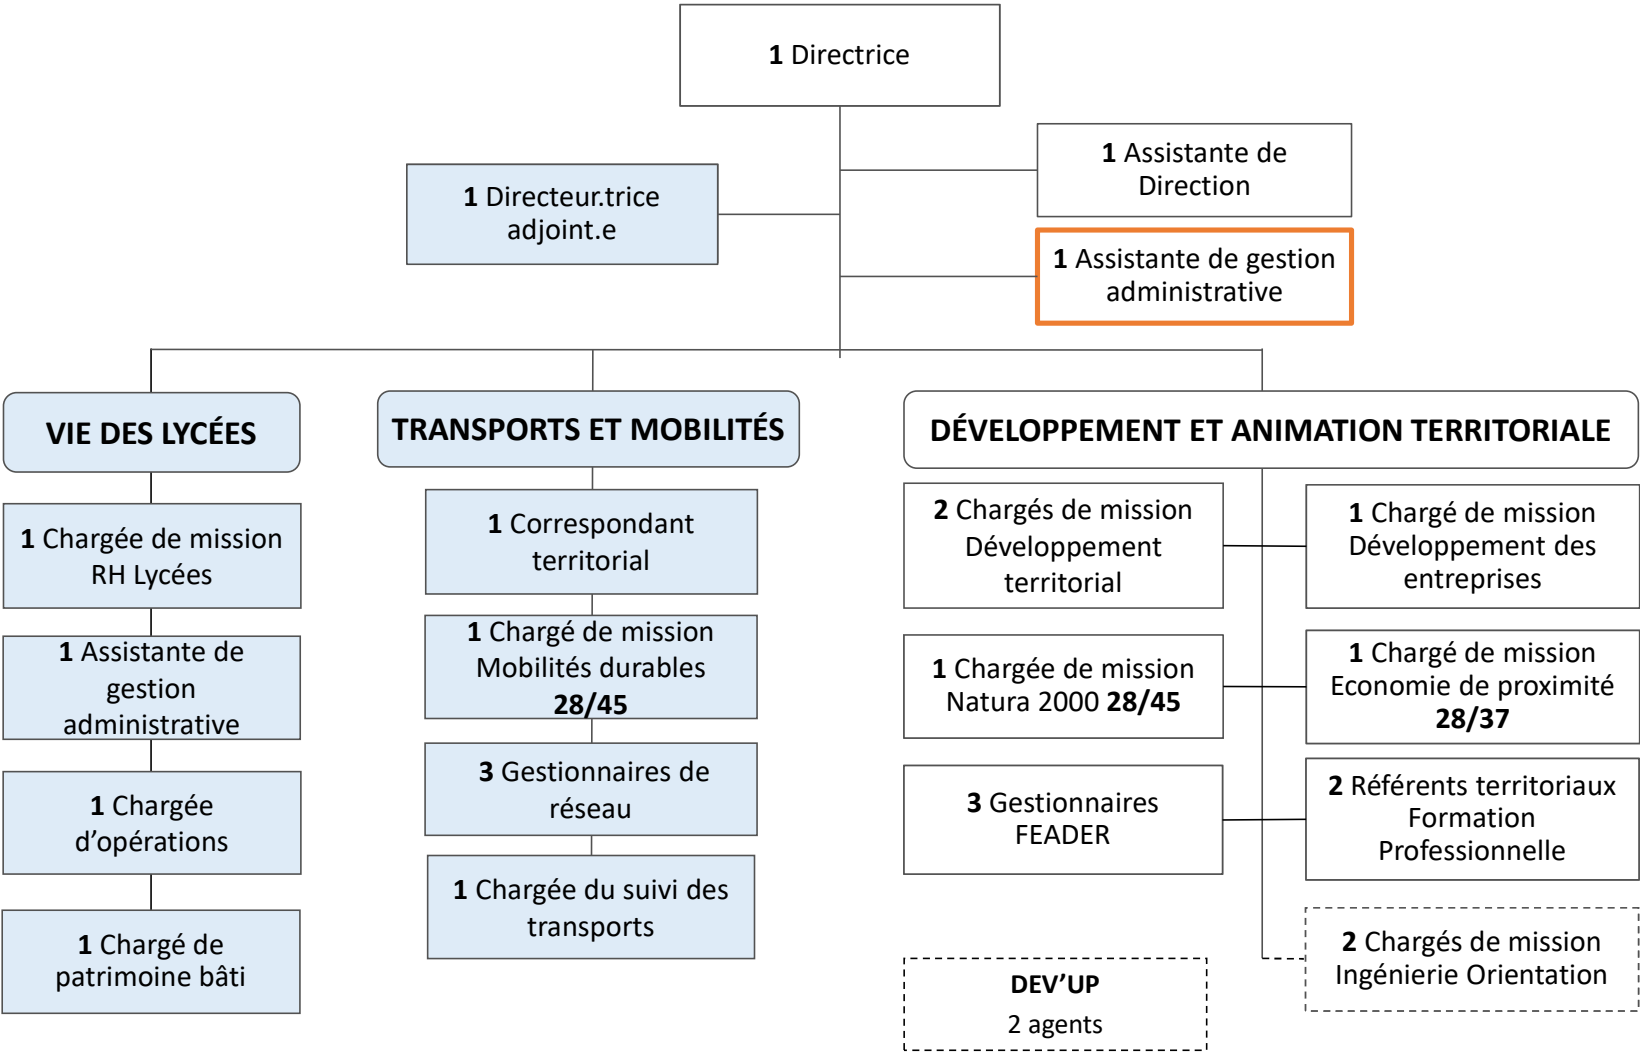 1 Directrice
1 Directeur.trice
adjoint.e
1 Assistante de
Direction
1 Assistante de gestion
administrative
VIE DES LYCÉES
1 Chargée de mission
RH Lycées
1 Assistante de
gestion
administrative
1 Chargée
d’opérations
1 Chargé de
patrimoine bâti
TRANSPORTS ET MOBILITÉS
1 Correspondant
territorial
1 Chargé de mission
Mobilités durables
28/45
3 Gestionnaires de
réseau
1 Chargée du suivi des
transports
DÉVELOPPEMENT ET ANIMATION TERRITORIALE
2 Chargés de mission
Développement
territorial
1 Chargée de mission
Natura 2000 28/45
3 Gestionnaires
FEADER
DEV’UP
2 agents
1 Chargé de mission
Développement des
entreprises
1 Chargé de mission
Economie de proximité
28/37
2 Référents territoriaux
Formation
Professionnelle
2 Chargés de mission
Ingénierie Orientation